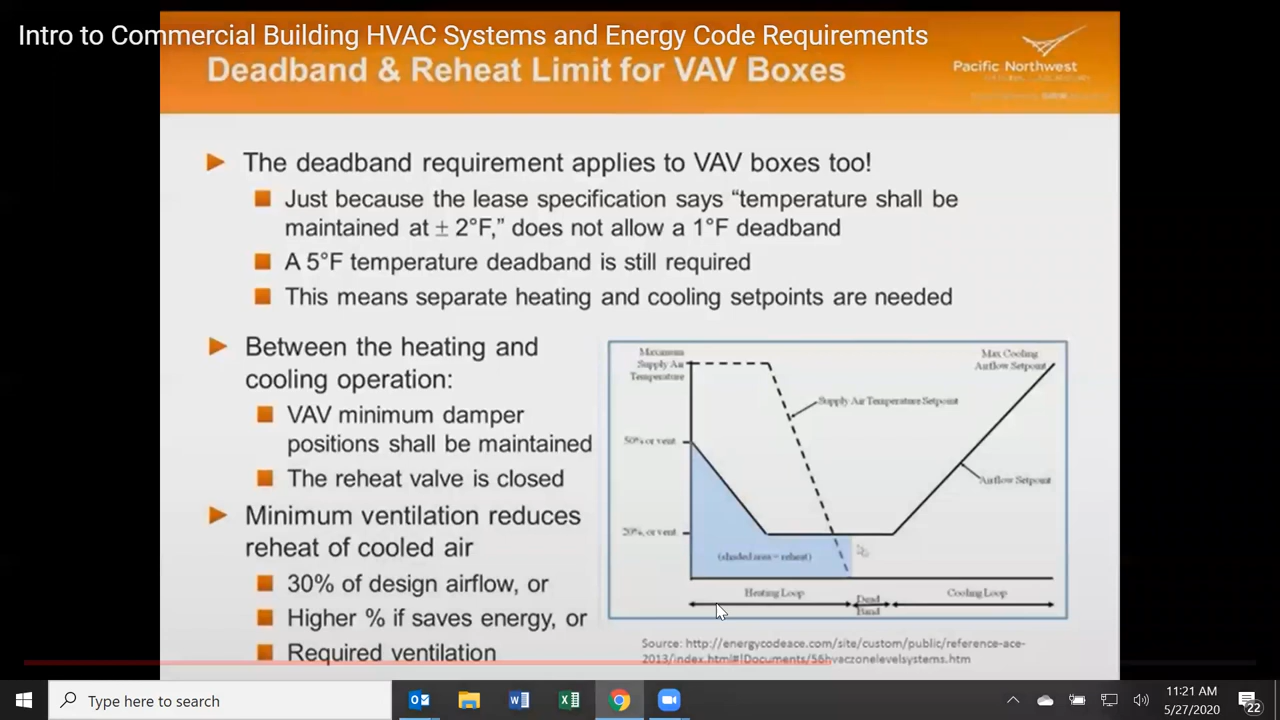 Intro to Commercial Building HVAC Systems and Energy Code Requirements
Deadband & Reheat Limit for VAV Boxes
Pacific Northwest
The deadband requirement applies to VAV boxes too!
Just because the lease specification says “temperature shall be
maintained at ± 2°F,” does not allow a 1°F deadband
A 5°F temperature deadband is still required
This means separate heating and cooling setpoints are needed
Between the heating and
cooling operation:
VAV minimum damper
positions shall be maintained
The reheat valve is closed
Minimum ventilation reduces
reheat of cooled air
30% of design airflow, or
Higher % if saves energy, or
Required ventilation
Maximum
Supply Air
Temperature
Max Cooling
Airflow Setpoint
Supply Air Temperature Setpoint
50% or vent.
Airflow Setpoint
20%, or vent.
(shaded area = reheat)
Heating Loop
Dead
Band
Cooling Loop
Source: http://energycodeace.com/site/custom/public/reference-ace-
2013/index.html#!Documents/56hvaczonelevelsystems.htm
Type here to search
11:21 AM
5/27/2020
22